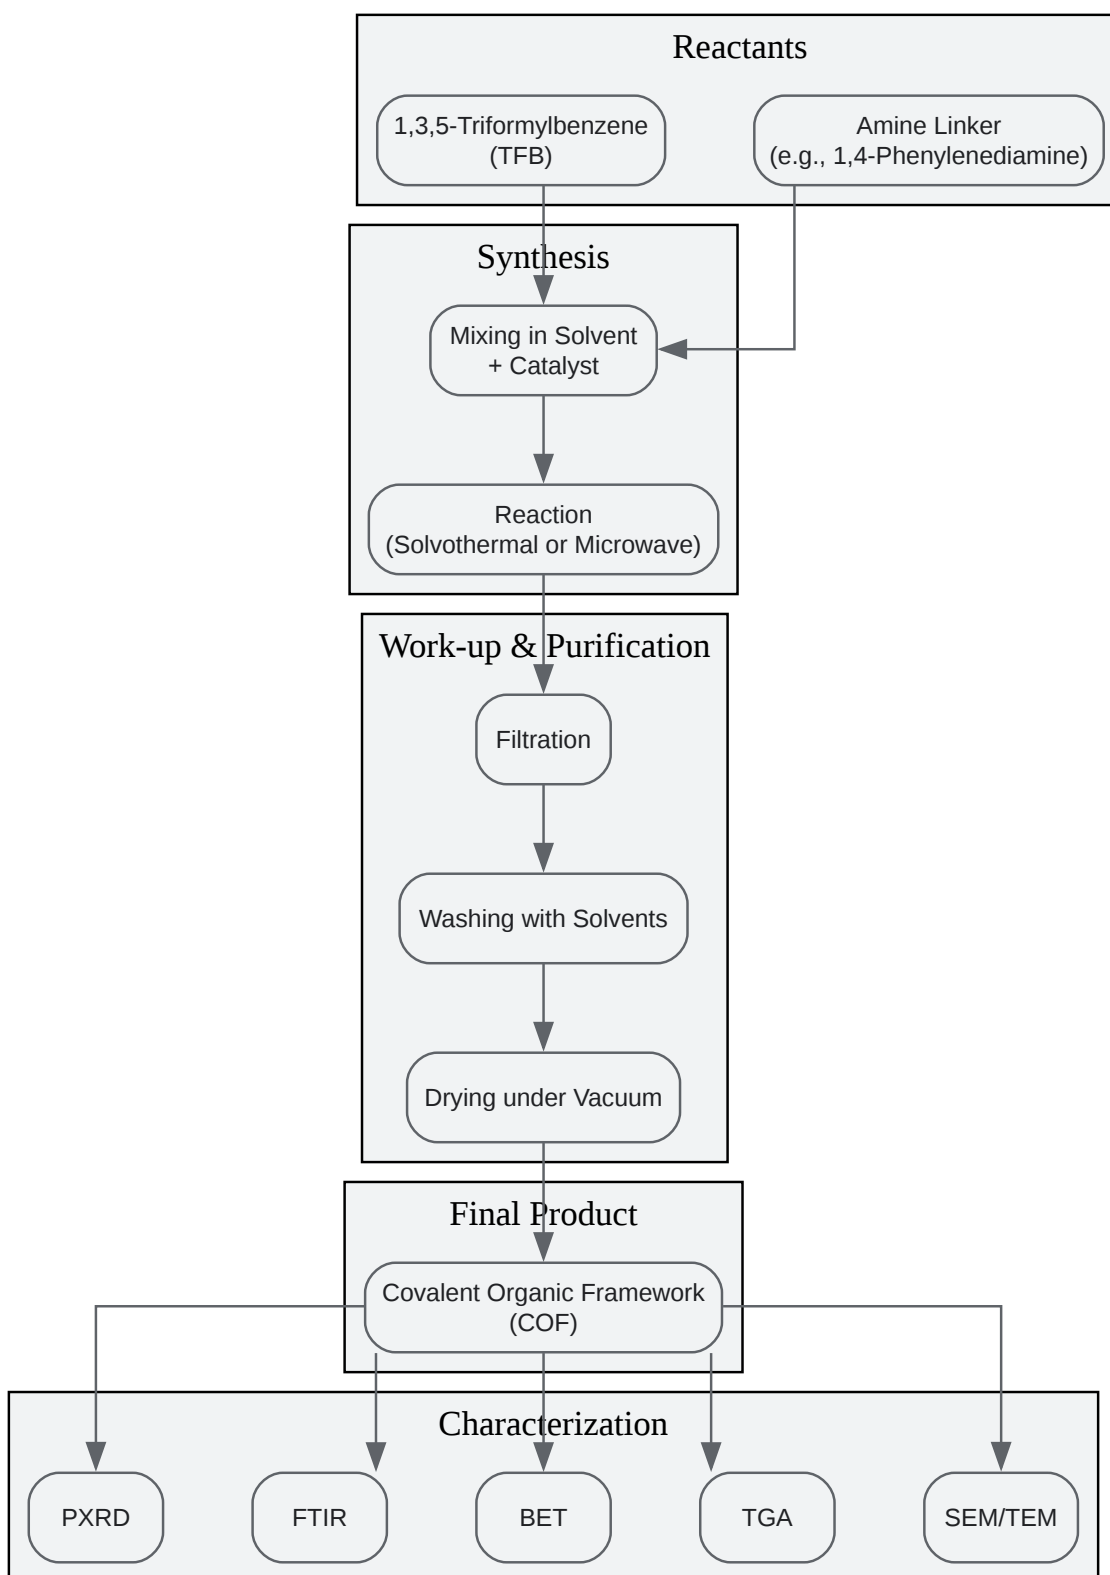 Reactants
1,3,5-Triformylbenzene
(TFB)
Amine Linker
(e.g., 1,4-Phenylenediamine)
Synthesis
Mixing in Solvent
+ Catalyst
Reaction
(Solvothermal or Microwave)
Work-up & Purification
Filtration
Washing with Solvents
Drying under Vacuum
Final Product
Covalent Organic Framework
(COF)
Characterization
PXRD
FTIR
BET
TGA
SEM/TEM